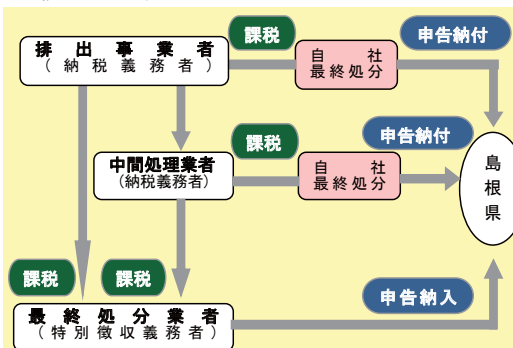 課税
申告納付
排出事業者
（納税義務者）
自社
最終処分
課税
申告納付
中間処理業者
（納税義務者）
自社
最終処分
島根県
課税
課税
申告納入
最終処分業者
（特別徴収義務者）